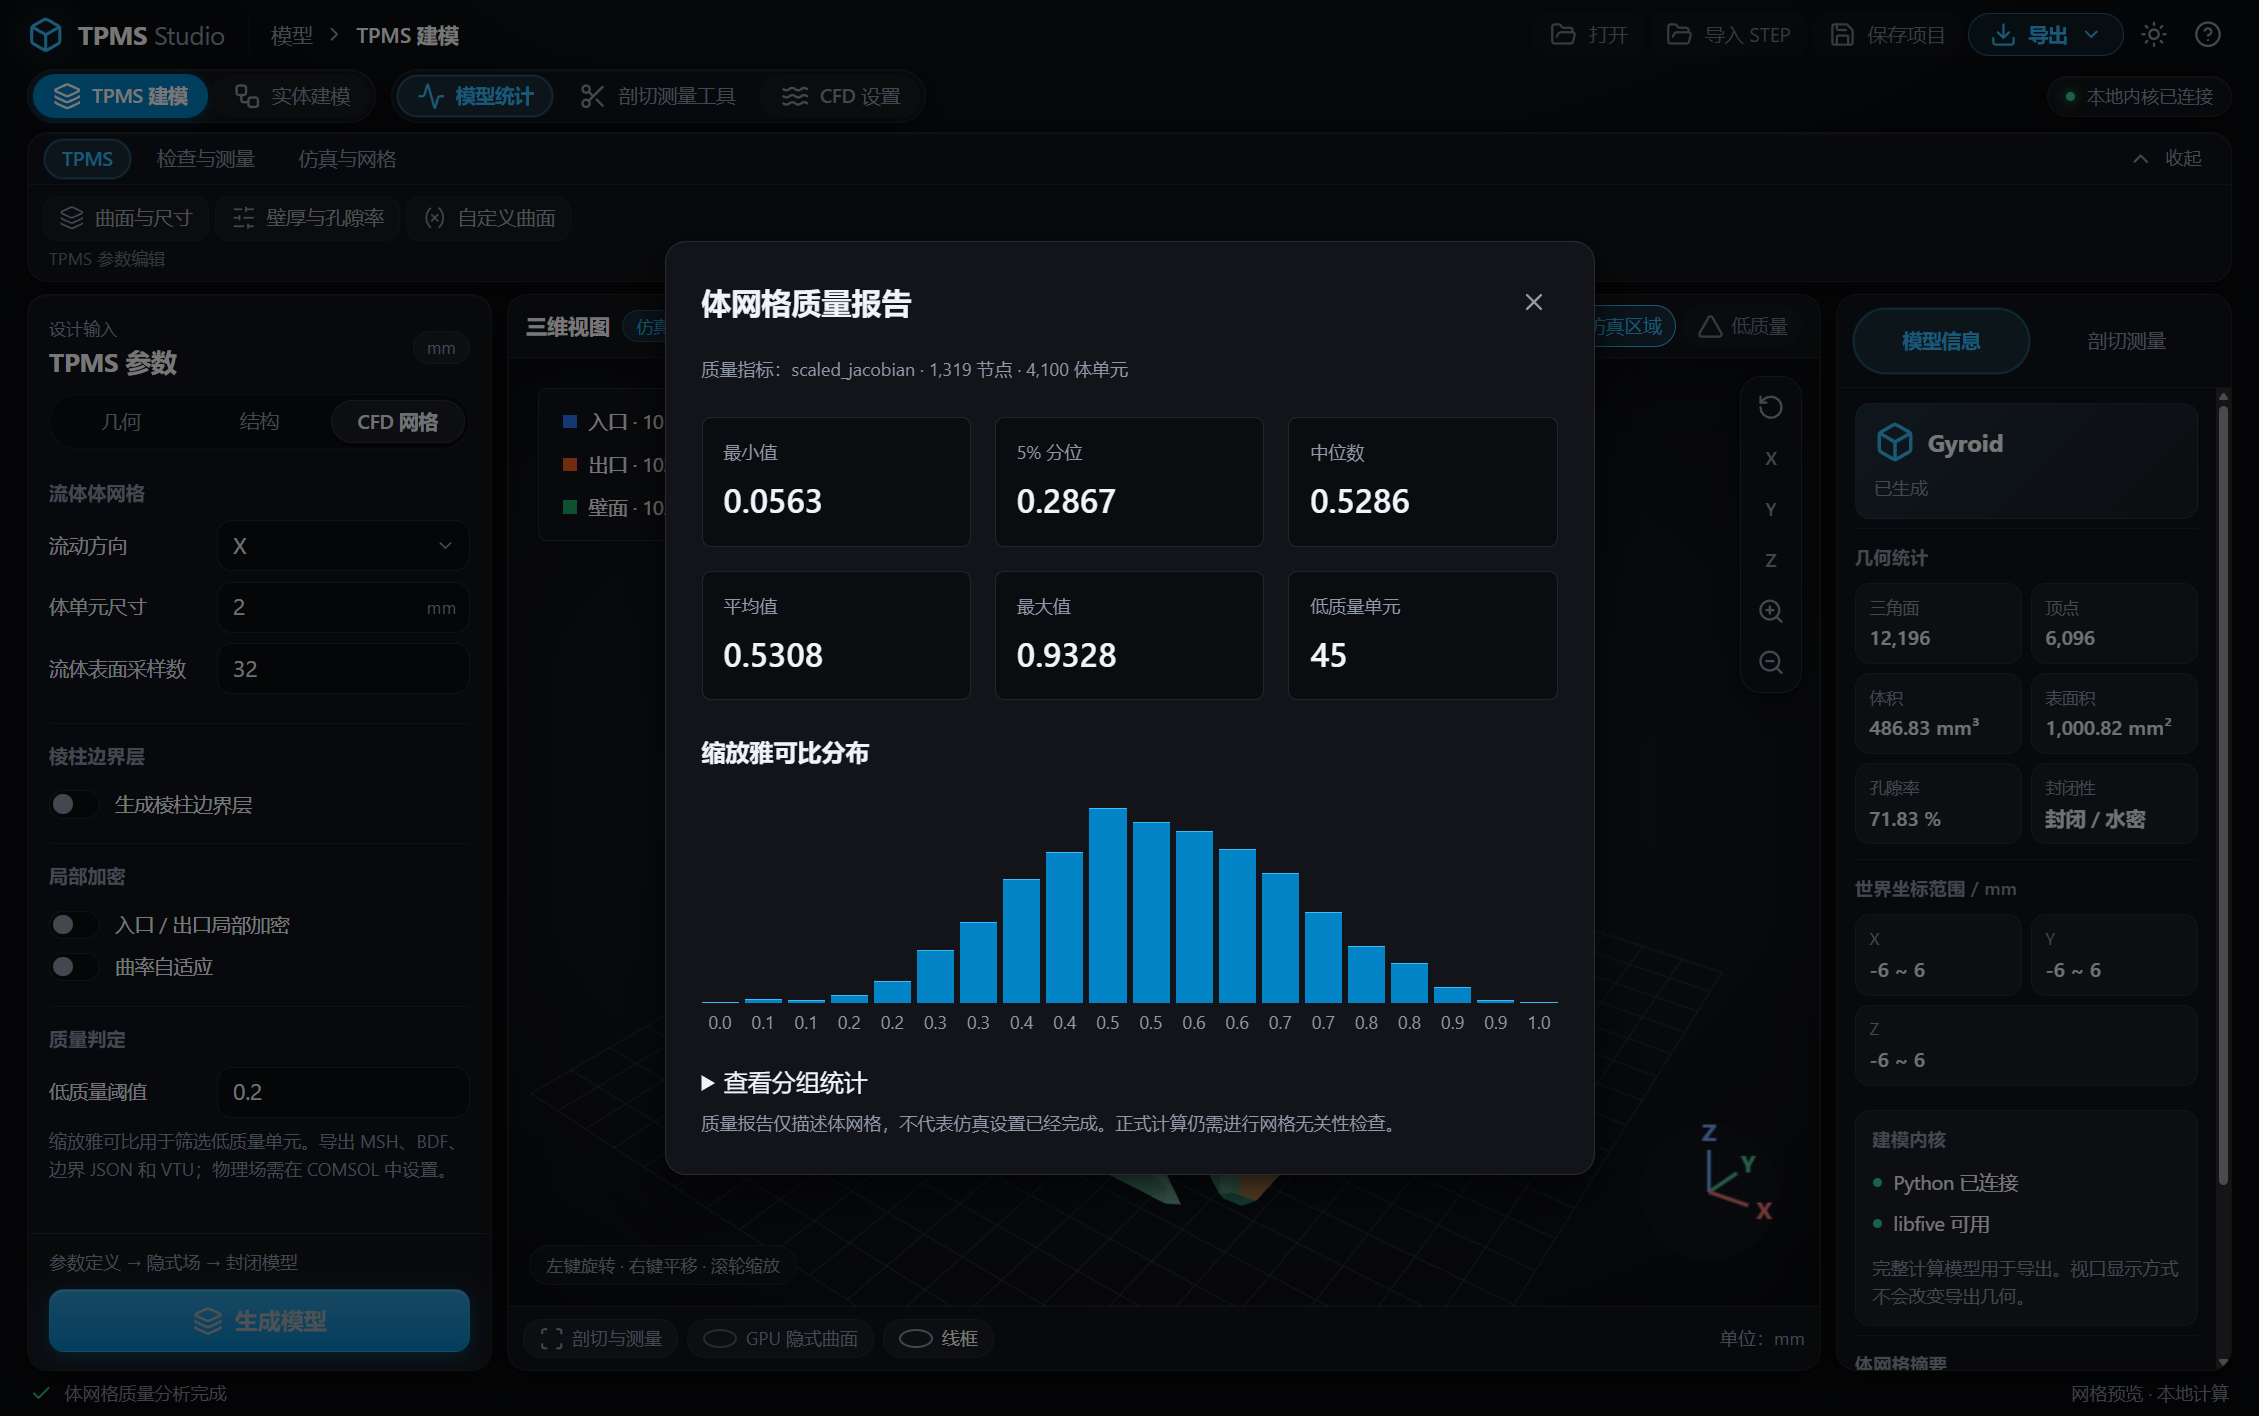 TPMS Studio 模型 > TPMS 建模 打开 导入 STEP 保存项目 导出
TPMS 建模 实体建模 模型统计 剖切测量工具 CFD 设置 本地内核已连接
TPMS 检查与测量 仿真与网格 收起
曲面与尺寸 壁厚与孔隙率 自定义曲面
TPMS 参数编辑
设计输入
TPMS 参数 mm
几何 结构 CFD 网格
流体体网格
流动方向 X
体单元尺寸 2 mm
流体表面采样数 32
棱柱边界层
生成棱柱边界层
局部加密
入口 / 出口局部加密
曲率自适应
质量判定
低质量阈值 0.2
缩放雅可比用于筛选低质量单元。导出 MSH、BDF、
边界 JSON 和 VTU；物理场需在 COMSOL 中设置。
参数定义 → 隐式场 → 封闭模型
生成模型
三维视图 仿真 仿真区域 低质量
入口 · 10
出口 · 10
壁面 · 10
体网格质量报告
质量指标：scaled_jacobian · 1,319 节点 · 4,100 体单元
最小值 5% 分位 中位数
0.0563 0.2867 0.5286
平均值 最大值 低质量单元
0.5308 0.9328 45
缩放雅可比分布
0.0 0.1 0.1 0.2 0.2 0.3 0.3 0.4 0.4 0.5 0.5 0.6 0.6 0.7 0.7 0.8 0.8 0.9 0.9 1.0
查看分组统计
质量报告仅描述体网格，不代表仿真设置已经完成。正式计算仍需进行网格无关性检查。
X
Y
Z
Z
Y
X
左键旋转 · 右键平移 · 滚轮缩放
剖切与测量 GPU 隐式曲面 线框 单位：mm
模型信息 剖切测量
Gyroid
已生成
几何统计
三角面 顶点
12,196 6,096
体积 表面积
486.83 mm³ 1,000.82 mm²
孔隙率 封闭性
71.83 % 封闭 / 水密
世界坐标范围 / mm
X Y
-6 ~ 6 -6 ~ 6
Z
-6 ~ 6
建模内核
Python 已连接
libfive 可用
完整计算模型用于导出。视口显示方式
不会改变导出几何。
体网格摘要
体网格质量分析完成 网格预览 · 本地计算